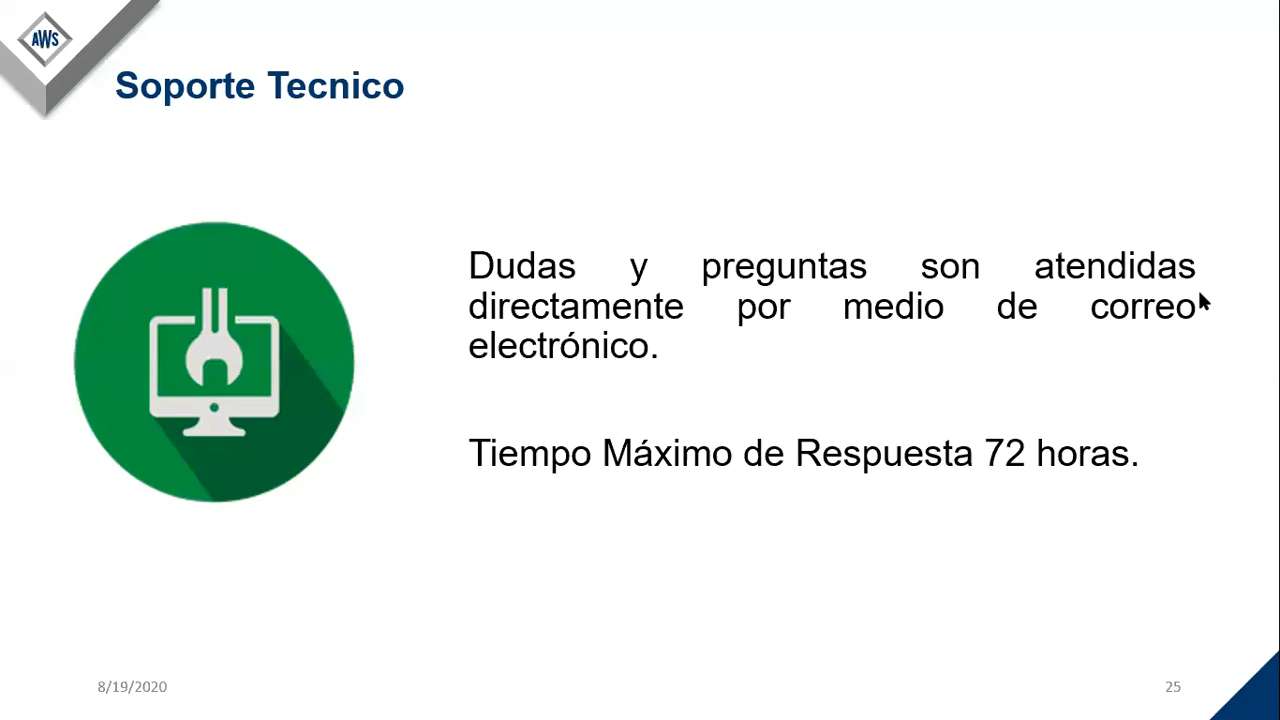 AWS
Soporte Tecnico
Dudas y preguntas son atendidas
directamente por medio de correo
electrónico.
Tiempo Máximo de Respuesta 72 horas.
8/19/2020
25